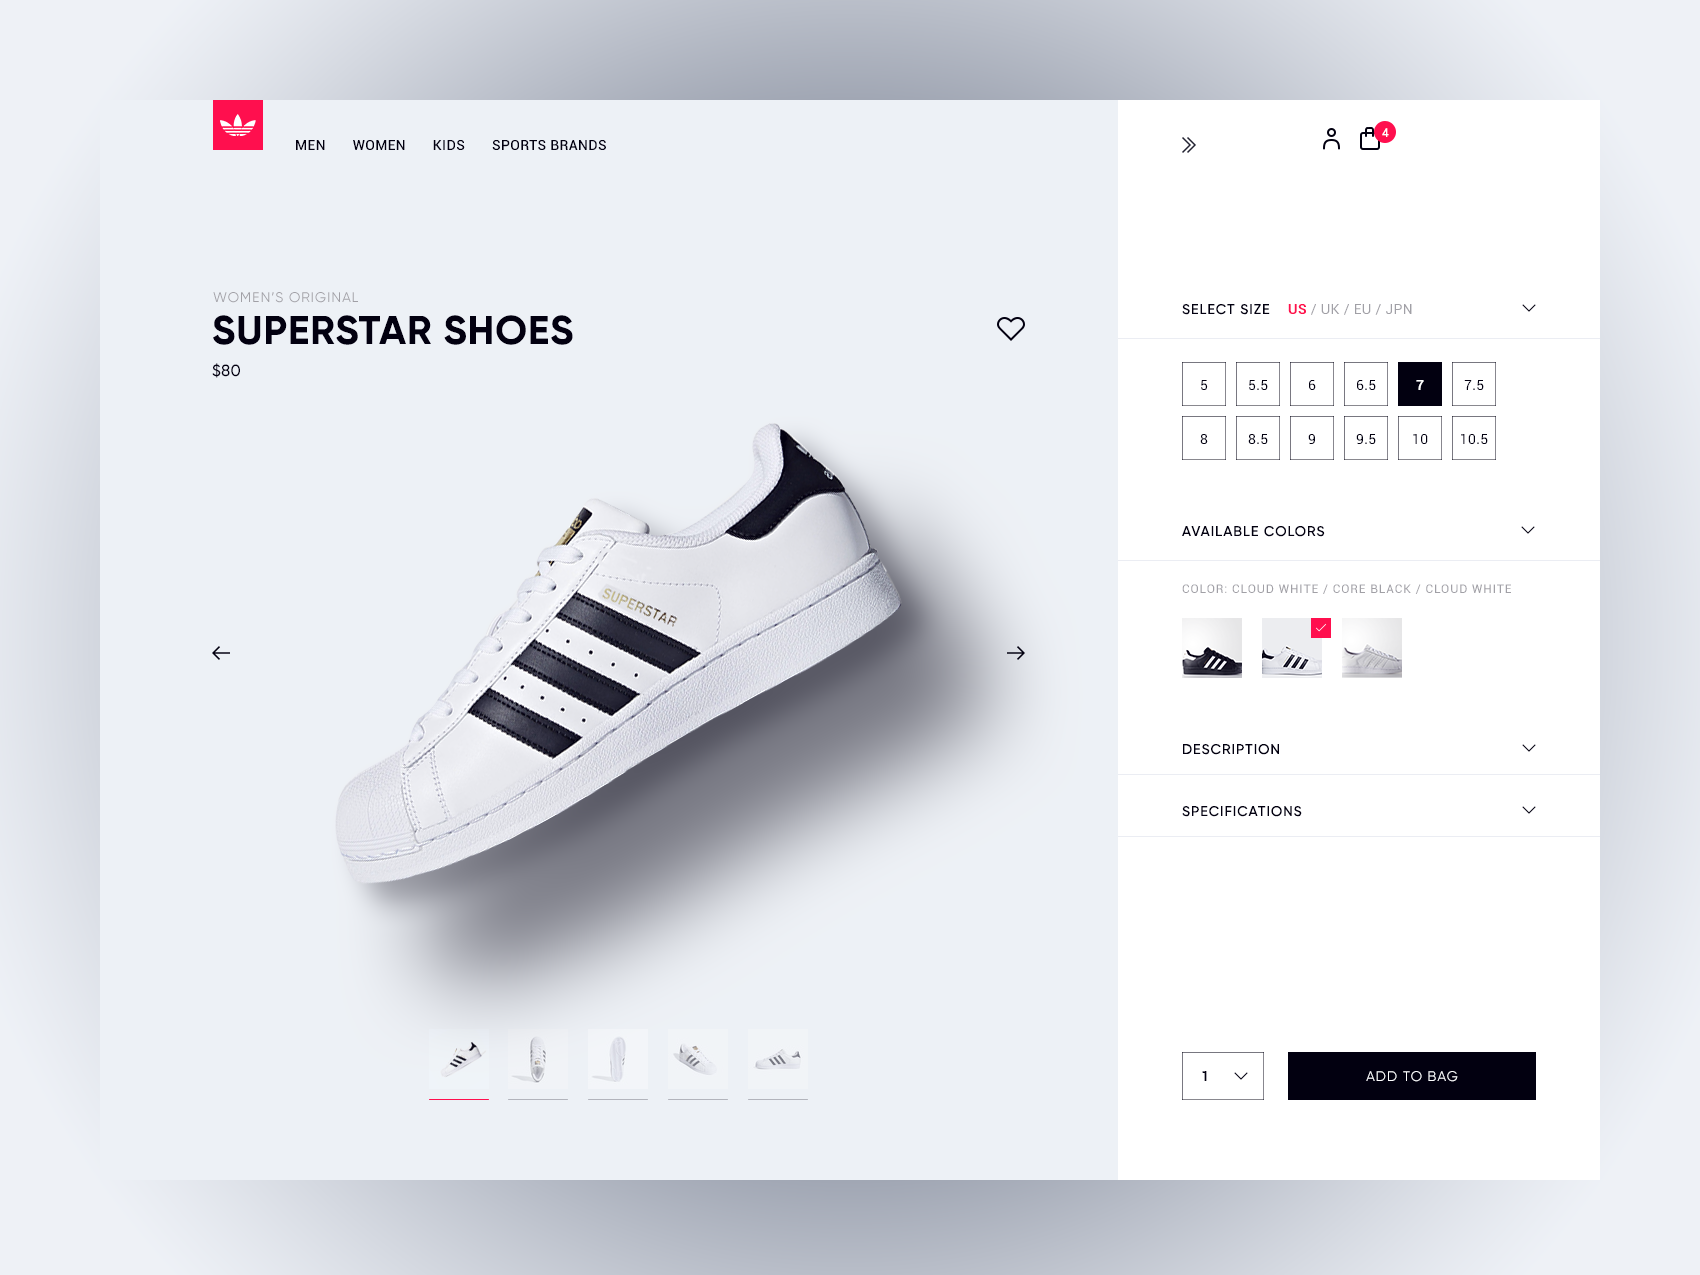 MEN WOMEN KIDS SPORTS BRANDS
4
WOMEN'S ORIGINAL
SUPERSTAR SHOES
$80
SUPERSTAR
SELECT SIZE US / UK / EU / JPN
5 5.5 6 6.5 7 7.5
8 8.5 9 9.5 10 10.5
AVAILABLE COLORS
COLOR: CLOUD WHITE / CORE BLACK / CLOUD WHITE
DESCRIPTION
SPECIFICATIONS
1 ADD TO BAG